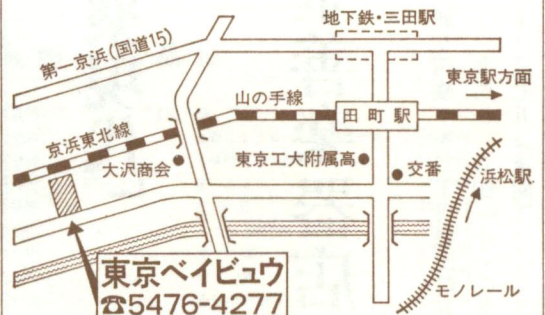 地下鉄・三田駅
第一京浜(国道15)
東京駅方面
山の手線
田町駅
京浜東北線
大沢商会
東京工大附属高
交番
浜松駅
東京ベイビュウ
☎5476-4277
モノレール